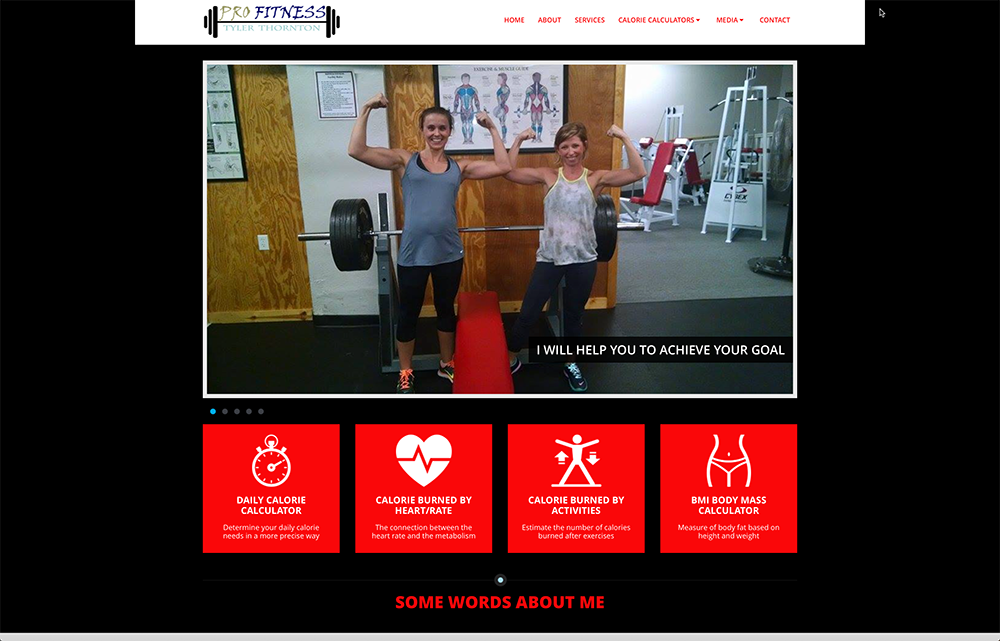 PRO FITNESS
TYLER THORNTON
HOME ABOUT SERVICES CALORIE CALCULATORS MEDIA CONTACT
EXERCISE & MUSCLE GUIDE
CYBEX
I WILL HELP YOU TO ACHIEVE YOUR GOAL
DAILY CALORIE
CALCULATOR
Determine your daily calorie
needs in a more precise way
CALORIE BURNED BY
HEART/RATE
The connection between the
heart rate and the metabolism
CALORIE BURNED BY
ACTIVITIES
Estimate the number of calories
burned after exercises
BMI BODY MASS
CALCULATOR
Measure of body fat based on
height and weight
SOME WORDS ABOUT ME